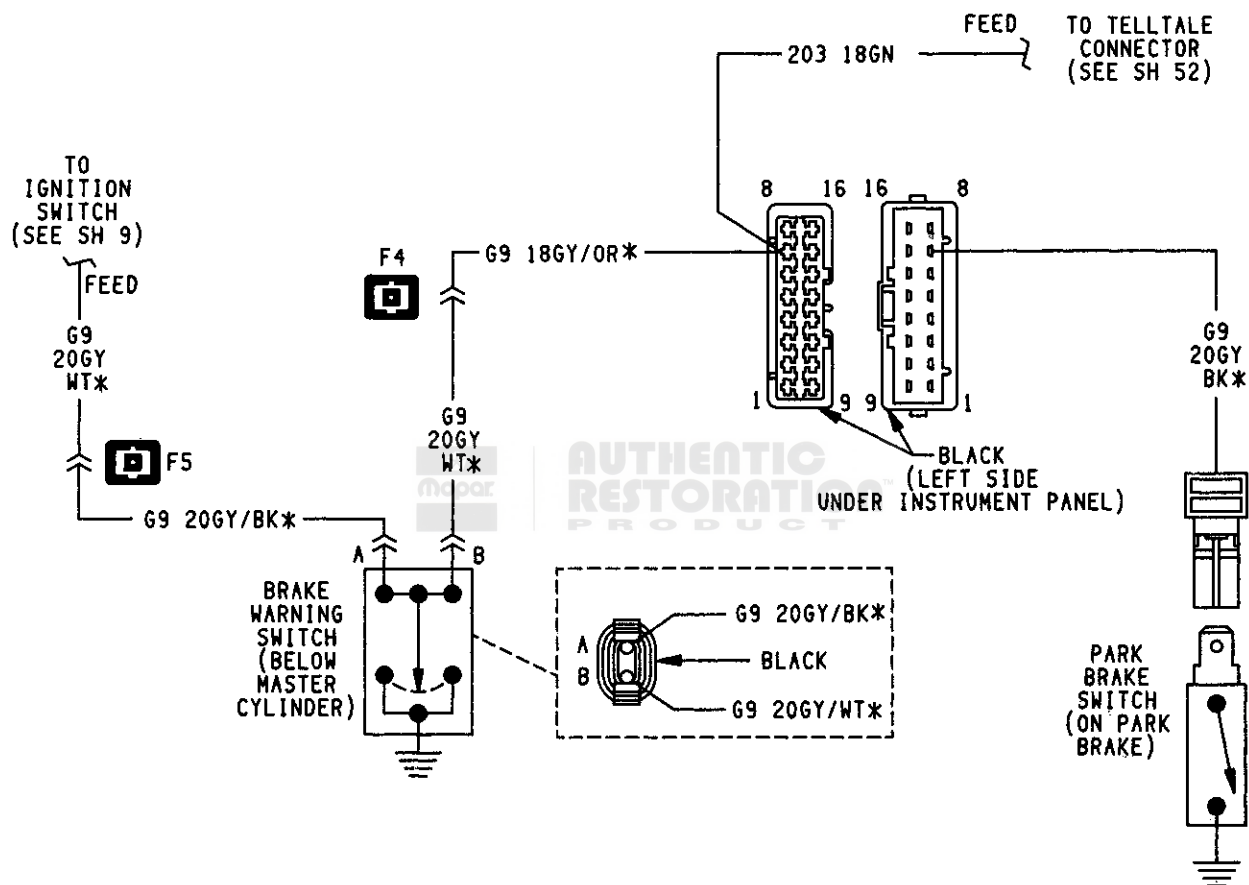 FEED
TO TELLTALE
CONNECTOR
(SEE SH 52)
203 18GN
TO
IGNITION
SWITCH
(SEE SH 9)
FEED
G9
20GY
WT*
F5
G9 20GY/BK*
F4
G9 18GY/OR*
G9
20GY
WT*
8 16 16 8
1 9 9 1
BLACK
(LEFT SIDE
UNDER INSTRUMENT PANEL)
G9
20GY
BK*
Mopar
AUTHENTIC
RESTORATION™
PRODUCT
A B
BRAKE
WARNING
SWITCH
(BELOW
MASTER
CYLINDER)
A
B
G9 20GY/BK*
BLACK
G9 20GY/WT*
PARK
BRAKE
SWITCH
(ON PARK
BRAKE)